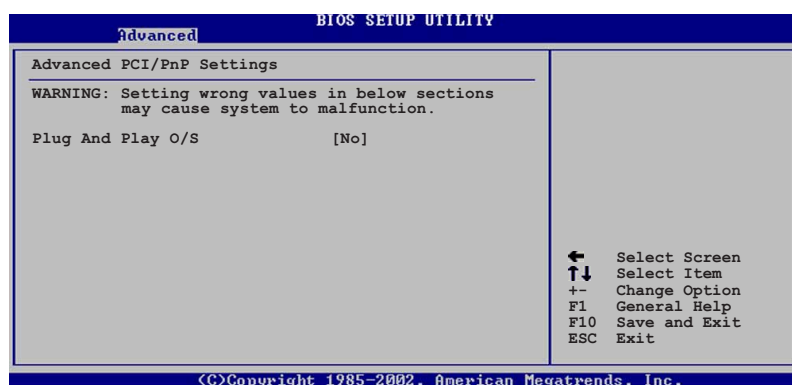 BIOS SETUP UTILITY
Advanced
Advanced PCI/PnP Settings
WARNING: Setting wrong values in below sections
may cause system to malfunction.
Plug And Play O/S [No]
← Select Screen
↑↓ Select Item
+- Change Option
F1 General Help
F10 Save and Exit
ESC Exit
(C)Copyright 1985-2002, American Megatrends, Inc.